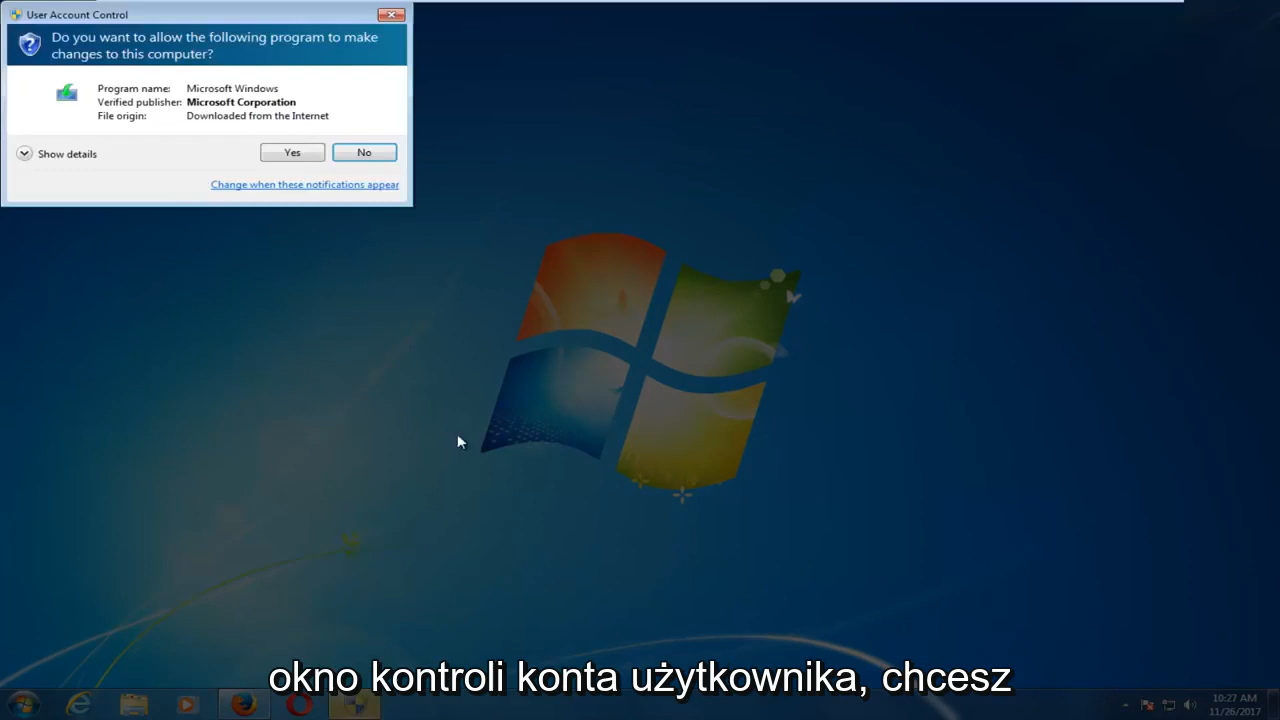 User Account Control
Do you want to allow the following program to make
changes to this computer?
Program name: Microsoft Windows
Verified publisher: Microsoft Corporation
File origin: Downloaded from the Internet
Show details
Yes
No
Change when these notifications appear
okno kontroli konta użytkownika, chcesz
10:27 AM
11/26/2017